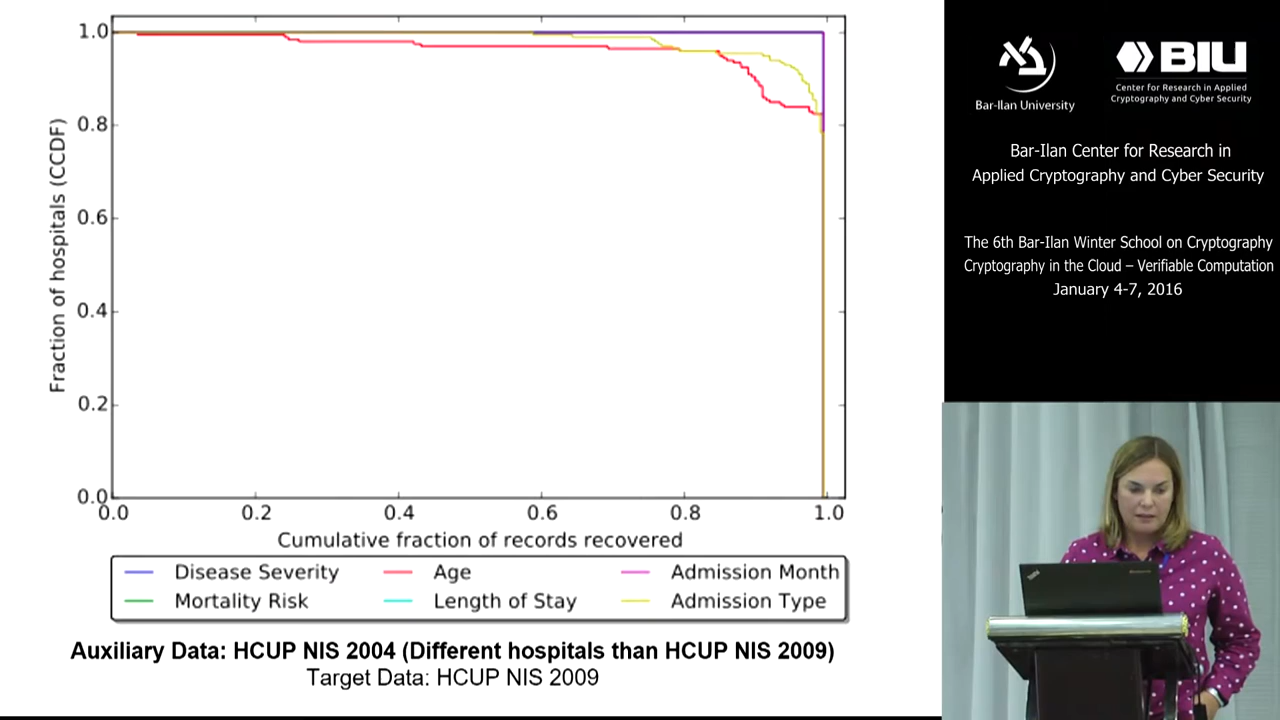 1.0
0.8
0.6
0.4
0.2
0.0
Fraction of hospitals (CCDF)
0.0 0.2 0.4 0.6 0.8 1.0
Cumulative fraction of records recovered
Disease Severity Age Admission Month
Mortality Risk Length of Stay Admission Type
Auxiliary Data: HCUP NIS 2004 (Different hospitals than HCUP NIS 2009)
Target Data: HCUP NIS 2009
Bar-Ilan University
BIU
Center for Research in Applied
Cryptography and Cyber Security
Bar-Ilan Center for Research in
Applied Cryptography and Cyber Security
The 6th Bar-Ilan Winter School on Cryptography
Cryptography in the Cloud – Verifiable Computation
January 4-7, 2016